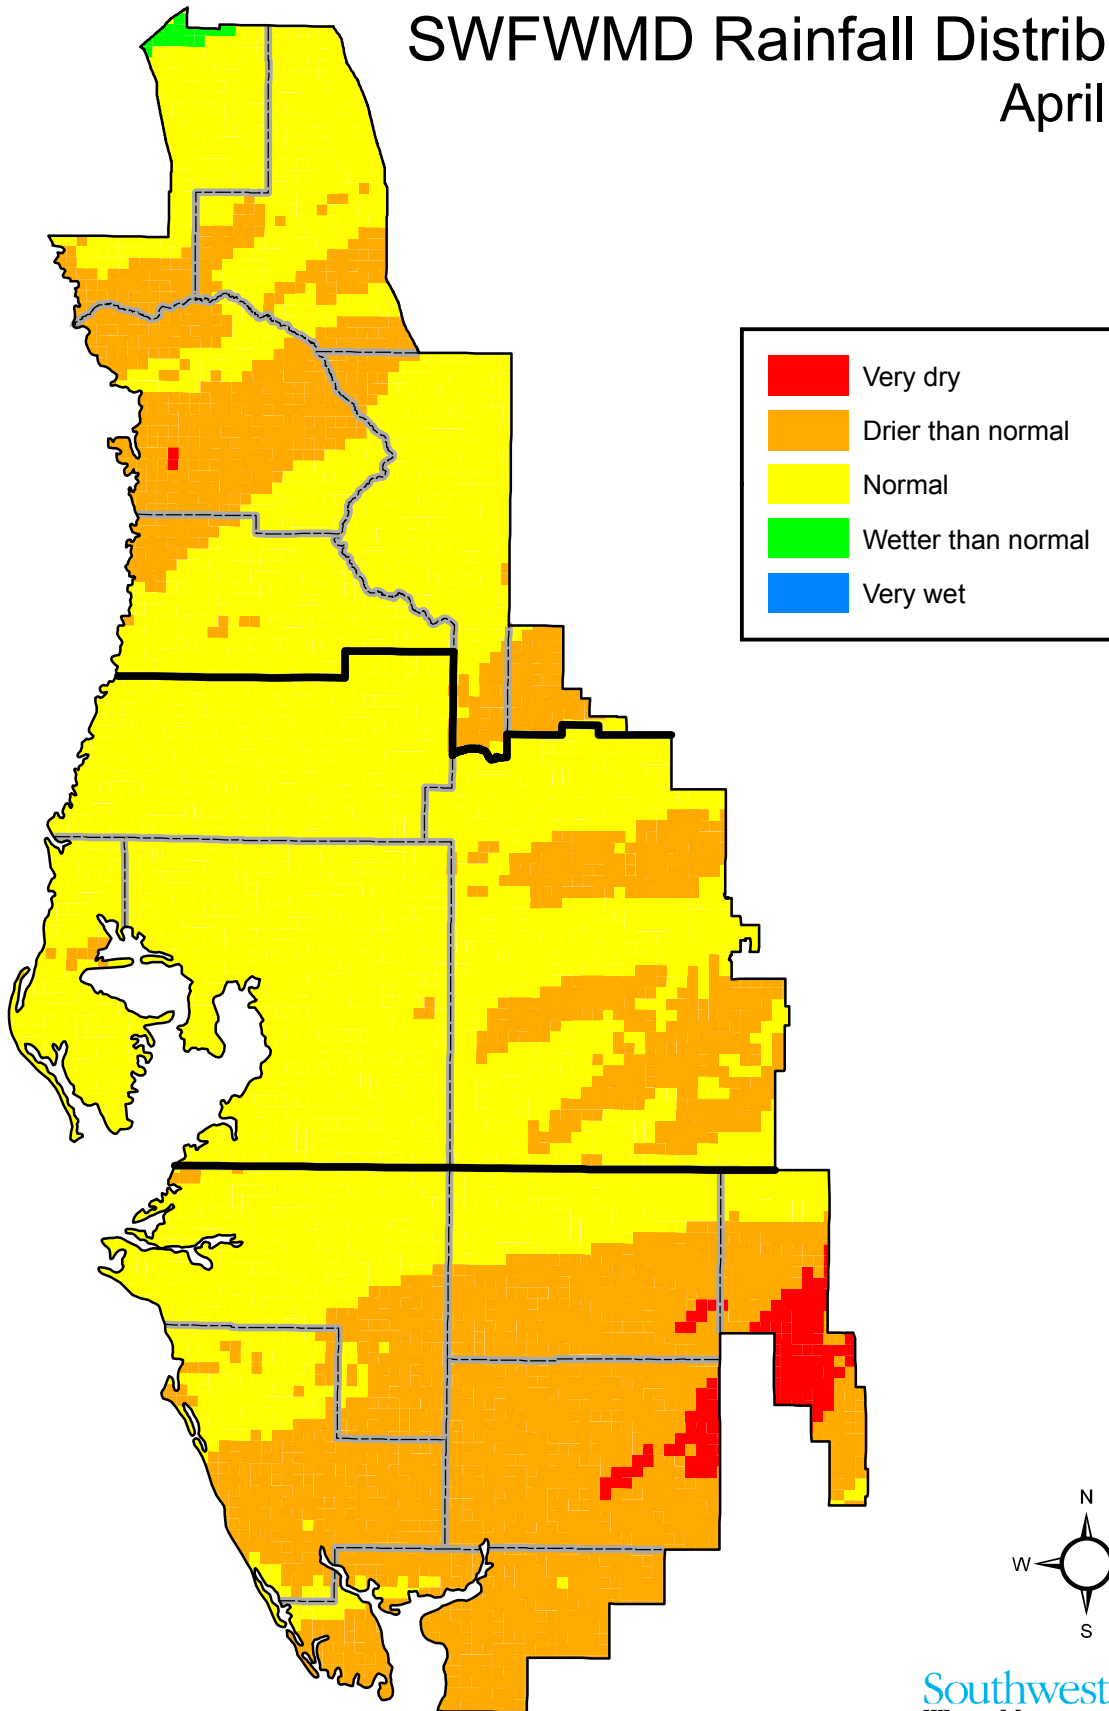 SWFWMD Rainfall Distrib
April
Very dry
Drier than normal
Normal
Wetter than normal
Very wet
N
W
S
Southwest